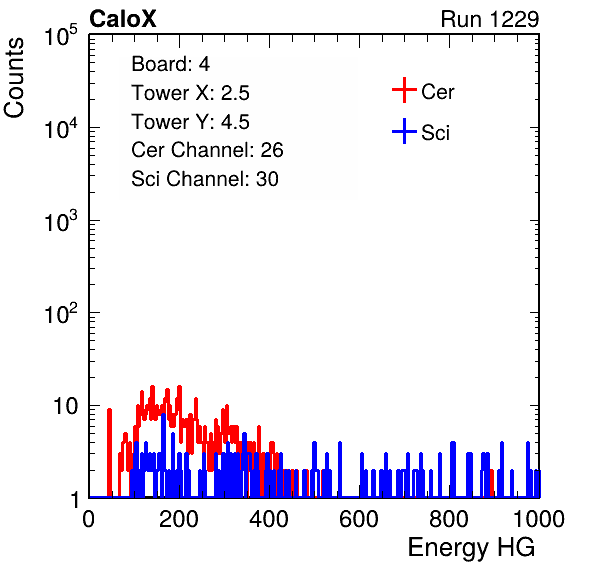 CaloX Run 1229
Counts
Board: 4
Tower X: 2.5
Tower Y: 4.5
Cer Channel: 26
Sci Channel: 30
Cer
Sci
10^5
10^4
10^3
10^2
10
1
0 200 400 600 800 1000
Energy HG